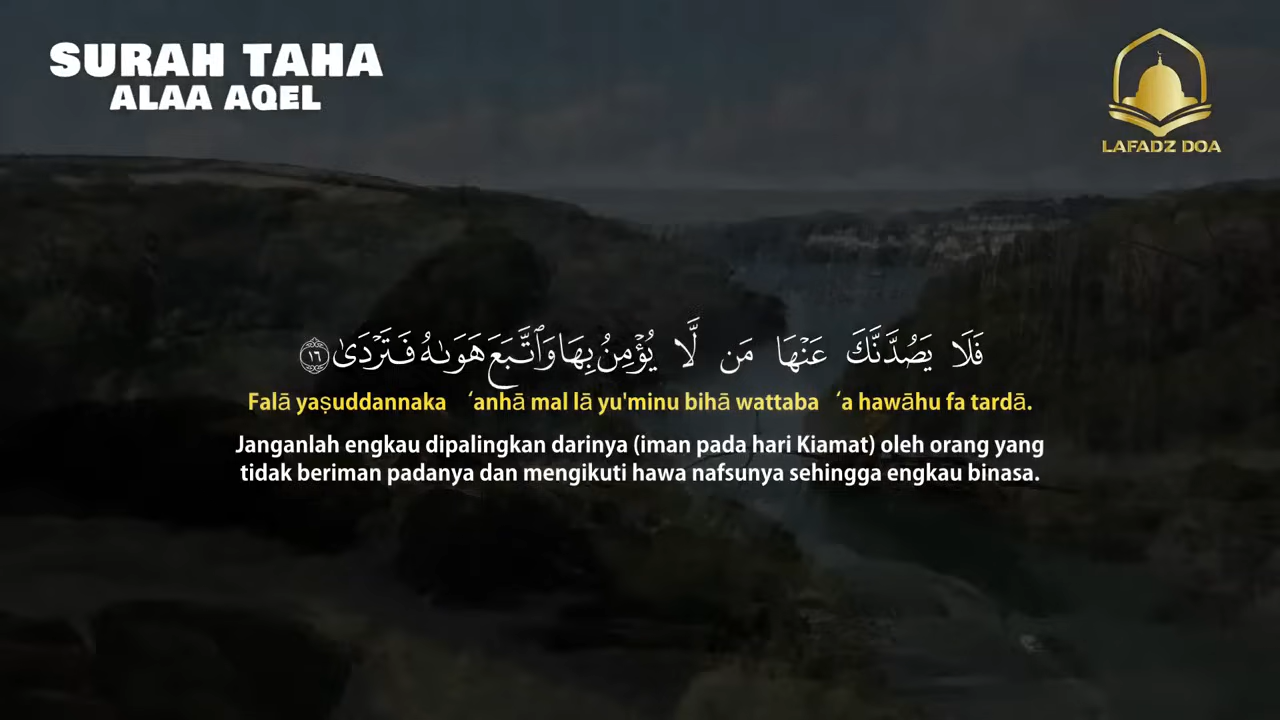 SURAH TAHA
ALAA AQEL
LAFADZ DOA
فَلَا يَصُدَّنَّكَ عَنْهَا مَن لَّا يُؤْمِنُ بِهَا وَٱتَّبَعَ هَوَىٰهُ فَتَرْدَىٰ ١٦
Falā yaṣuddannaka ‘anhā mal lā yu'minu bihā wattaba ‘a hawāhu fa tardā.
Janganlah engkau dipalingkan darinya (iman pada hari Kiamat) oleh orang yang
tidak beriman padanya dan mengikuti hawa nafsunya sehingga engkau binasa.